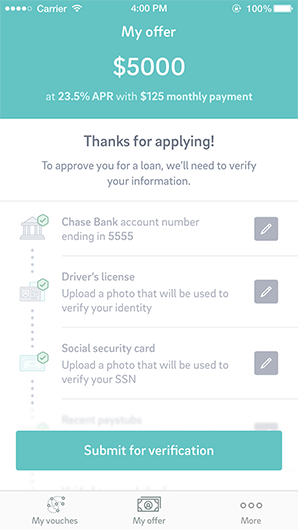 Carrier 4:00 PM 100%
My offer
$5000
at 23.5% APR with $125 monthly payment
Thanks for applying!
To approve you for a loan, we'll need to verify
your information.
Chase Bank account number
ending in 5555
Driver's license
Upload a photo that will be used to
verify your identity
Social security card
Upload a photo that will be used to
verify your SSN
Recent paystubs
Submit for verification
My vouches My offer More